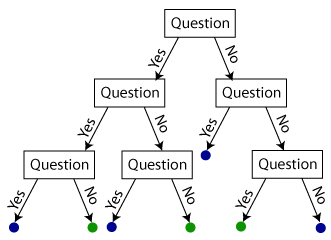 Question
Yes No
Question Question
Yes No Yes No
Question Question Question
Yes No Yes No Yes No